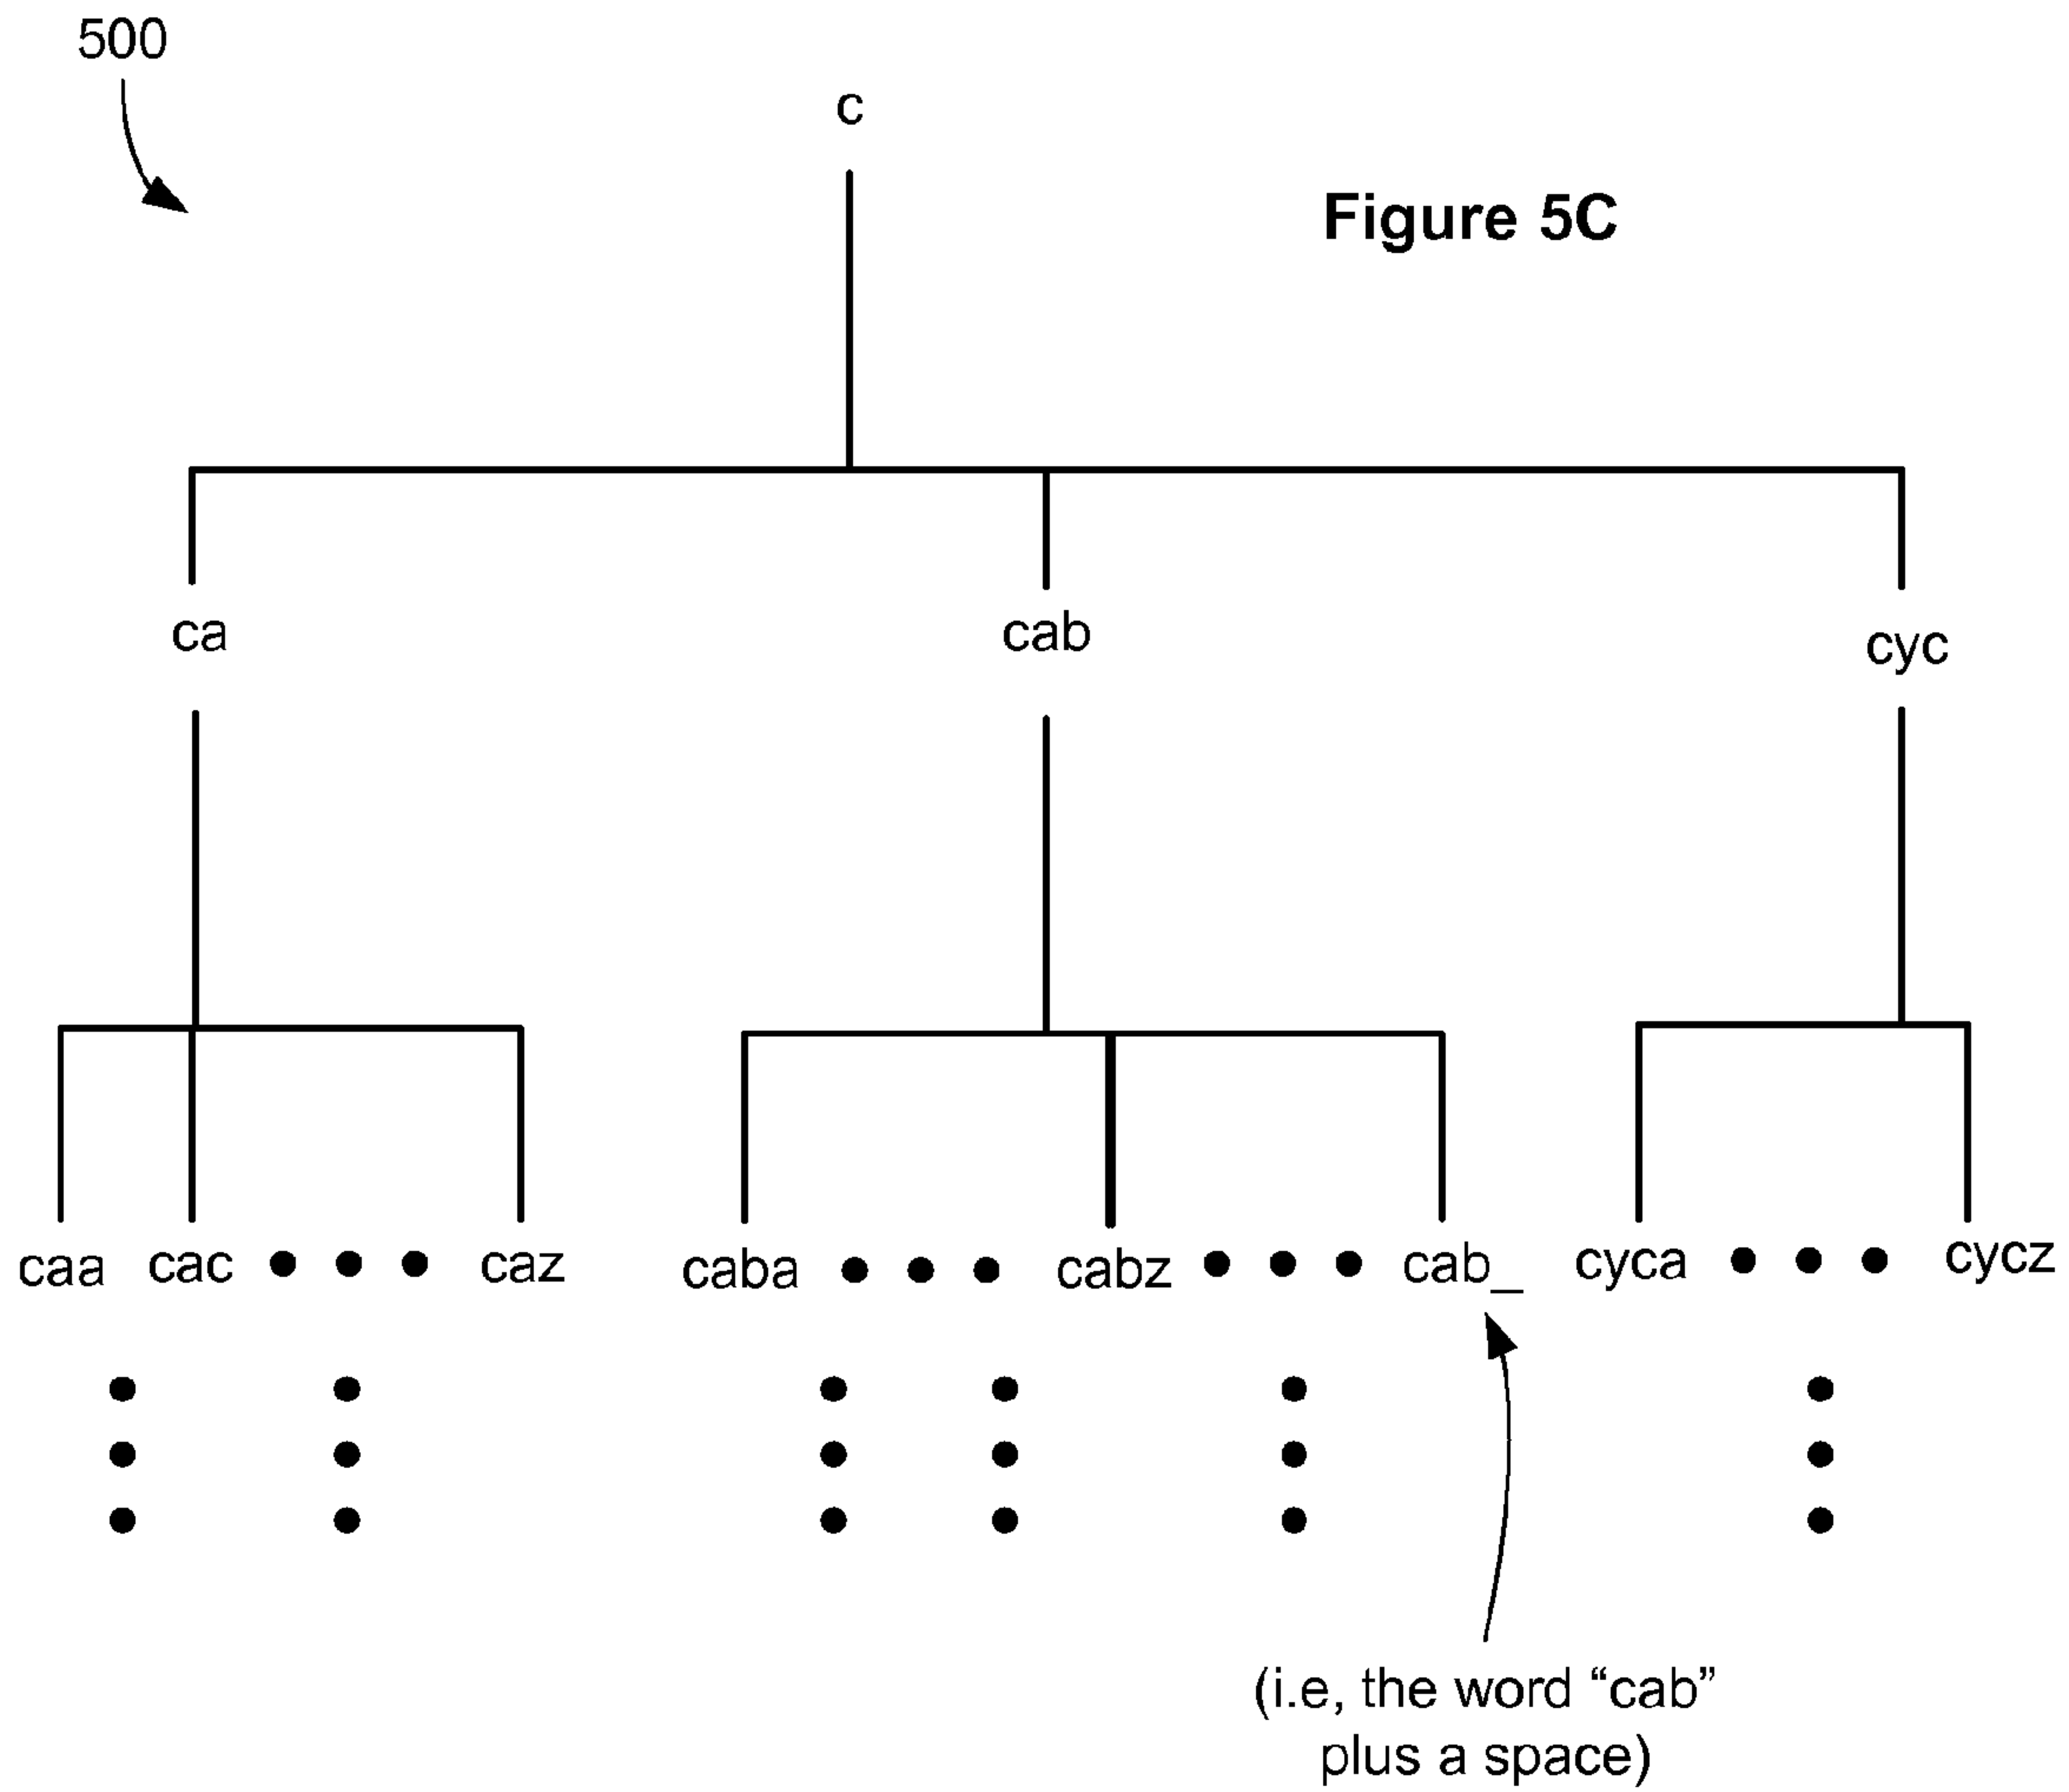 500
c
Figure 5C
ca cab cyc
caa cac caz caba cabz cab_ cyca cycz
(i.e, the word “cab”
plus a space)